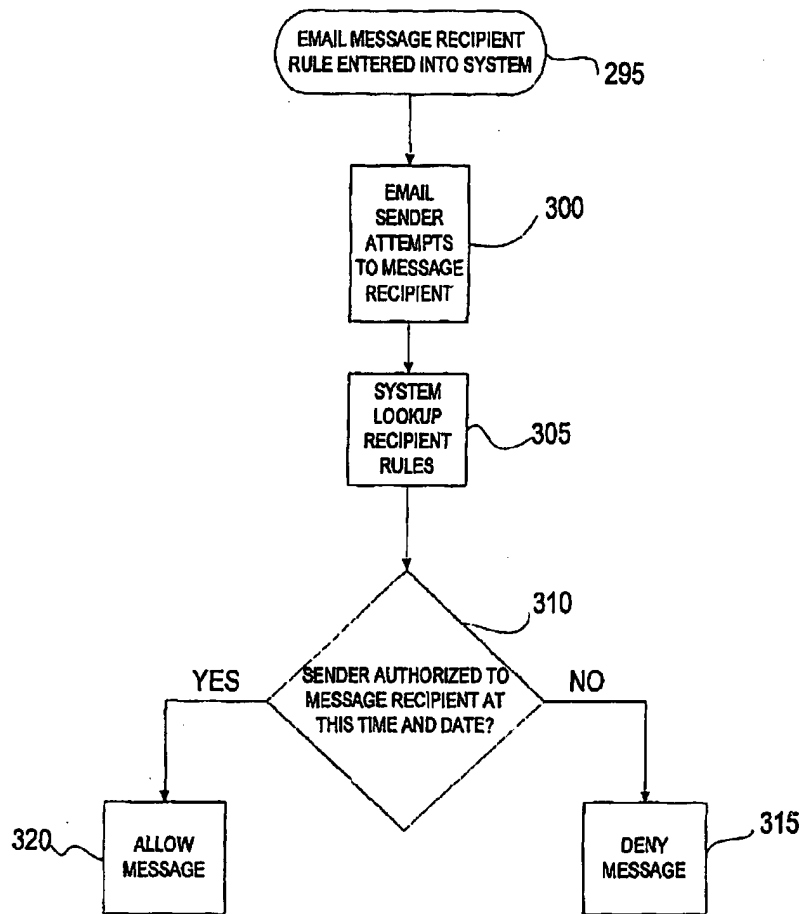 EMAIL MESSAGE RECIPIENT
RULE ENTERED INTO SYSTEM
295
EMAIL
SENDER
ATTEMPTS
TO MESSAGE
RECIPIENT
300
SYSTEM
LOOKUP
RECIPIENT
RULES
305
310
YES
SENDER AUTHORIZED TO
MESSAGE RECIPIENT AT
THIS TIME AND DATE?
NO
320
ALLOW
MESSAGE
DENY
MESSAGE
315